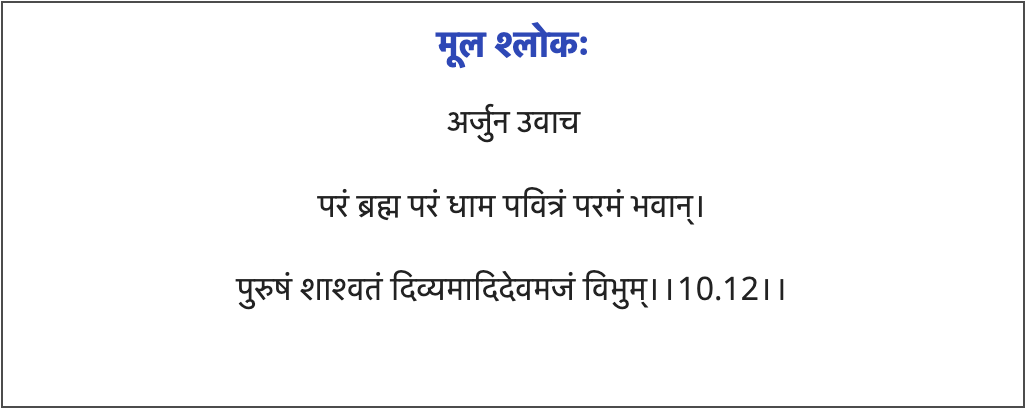 मूल श्लोकः
अर्जुन उवाच
परं ब्रह्म परं धाम पवित्रं परमं भवान्।
पुरुषं शाश्वतं दिव्यमादिदेवमजं विभुम्।।10.12।।